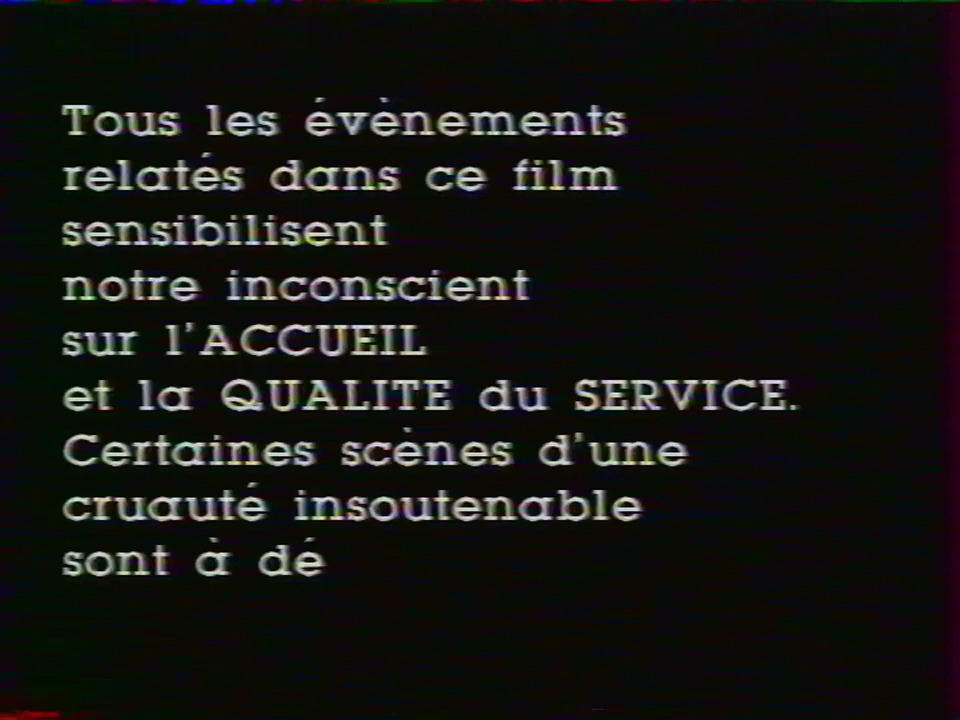 Tous les évènements
relatés dans ce film
sensibilisent
notre inconscient
sur l'ACCUEIL
et la QUALITE du SERVICE.
Certaines scènes d'une
cruauté insoutenable
sont à dé